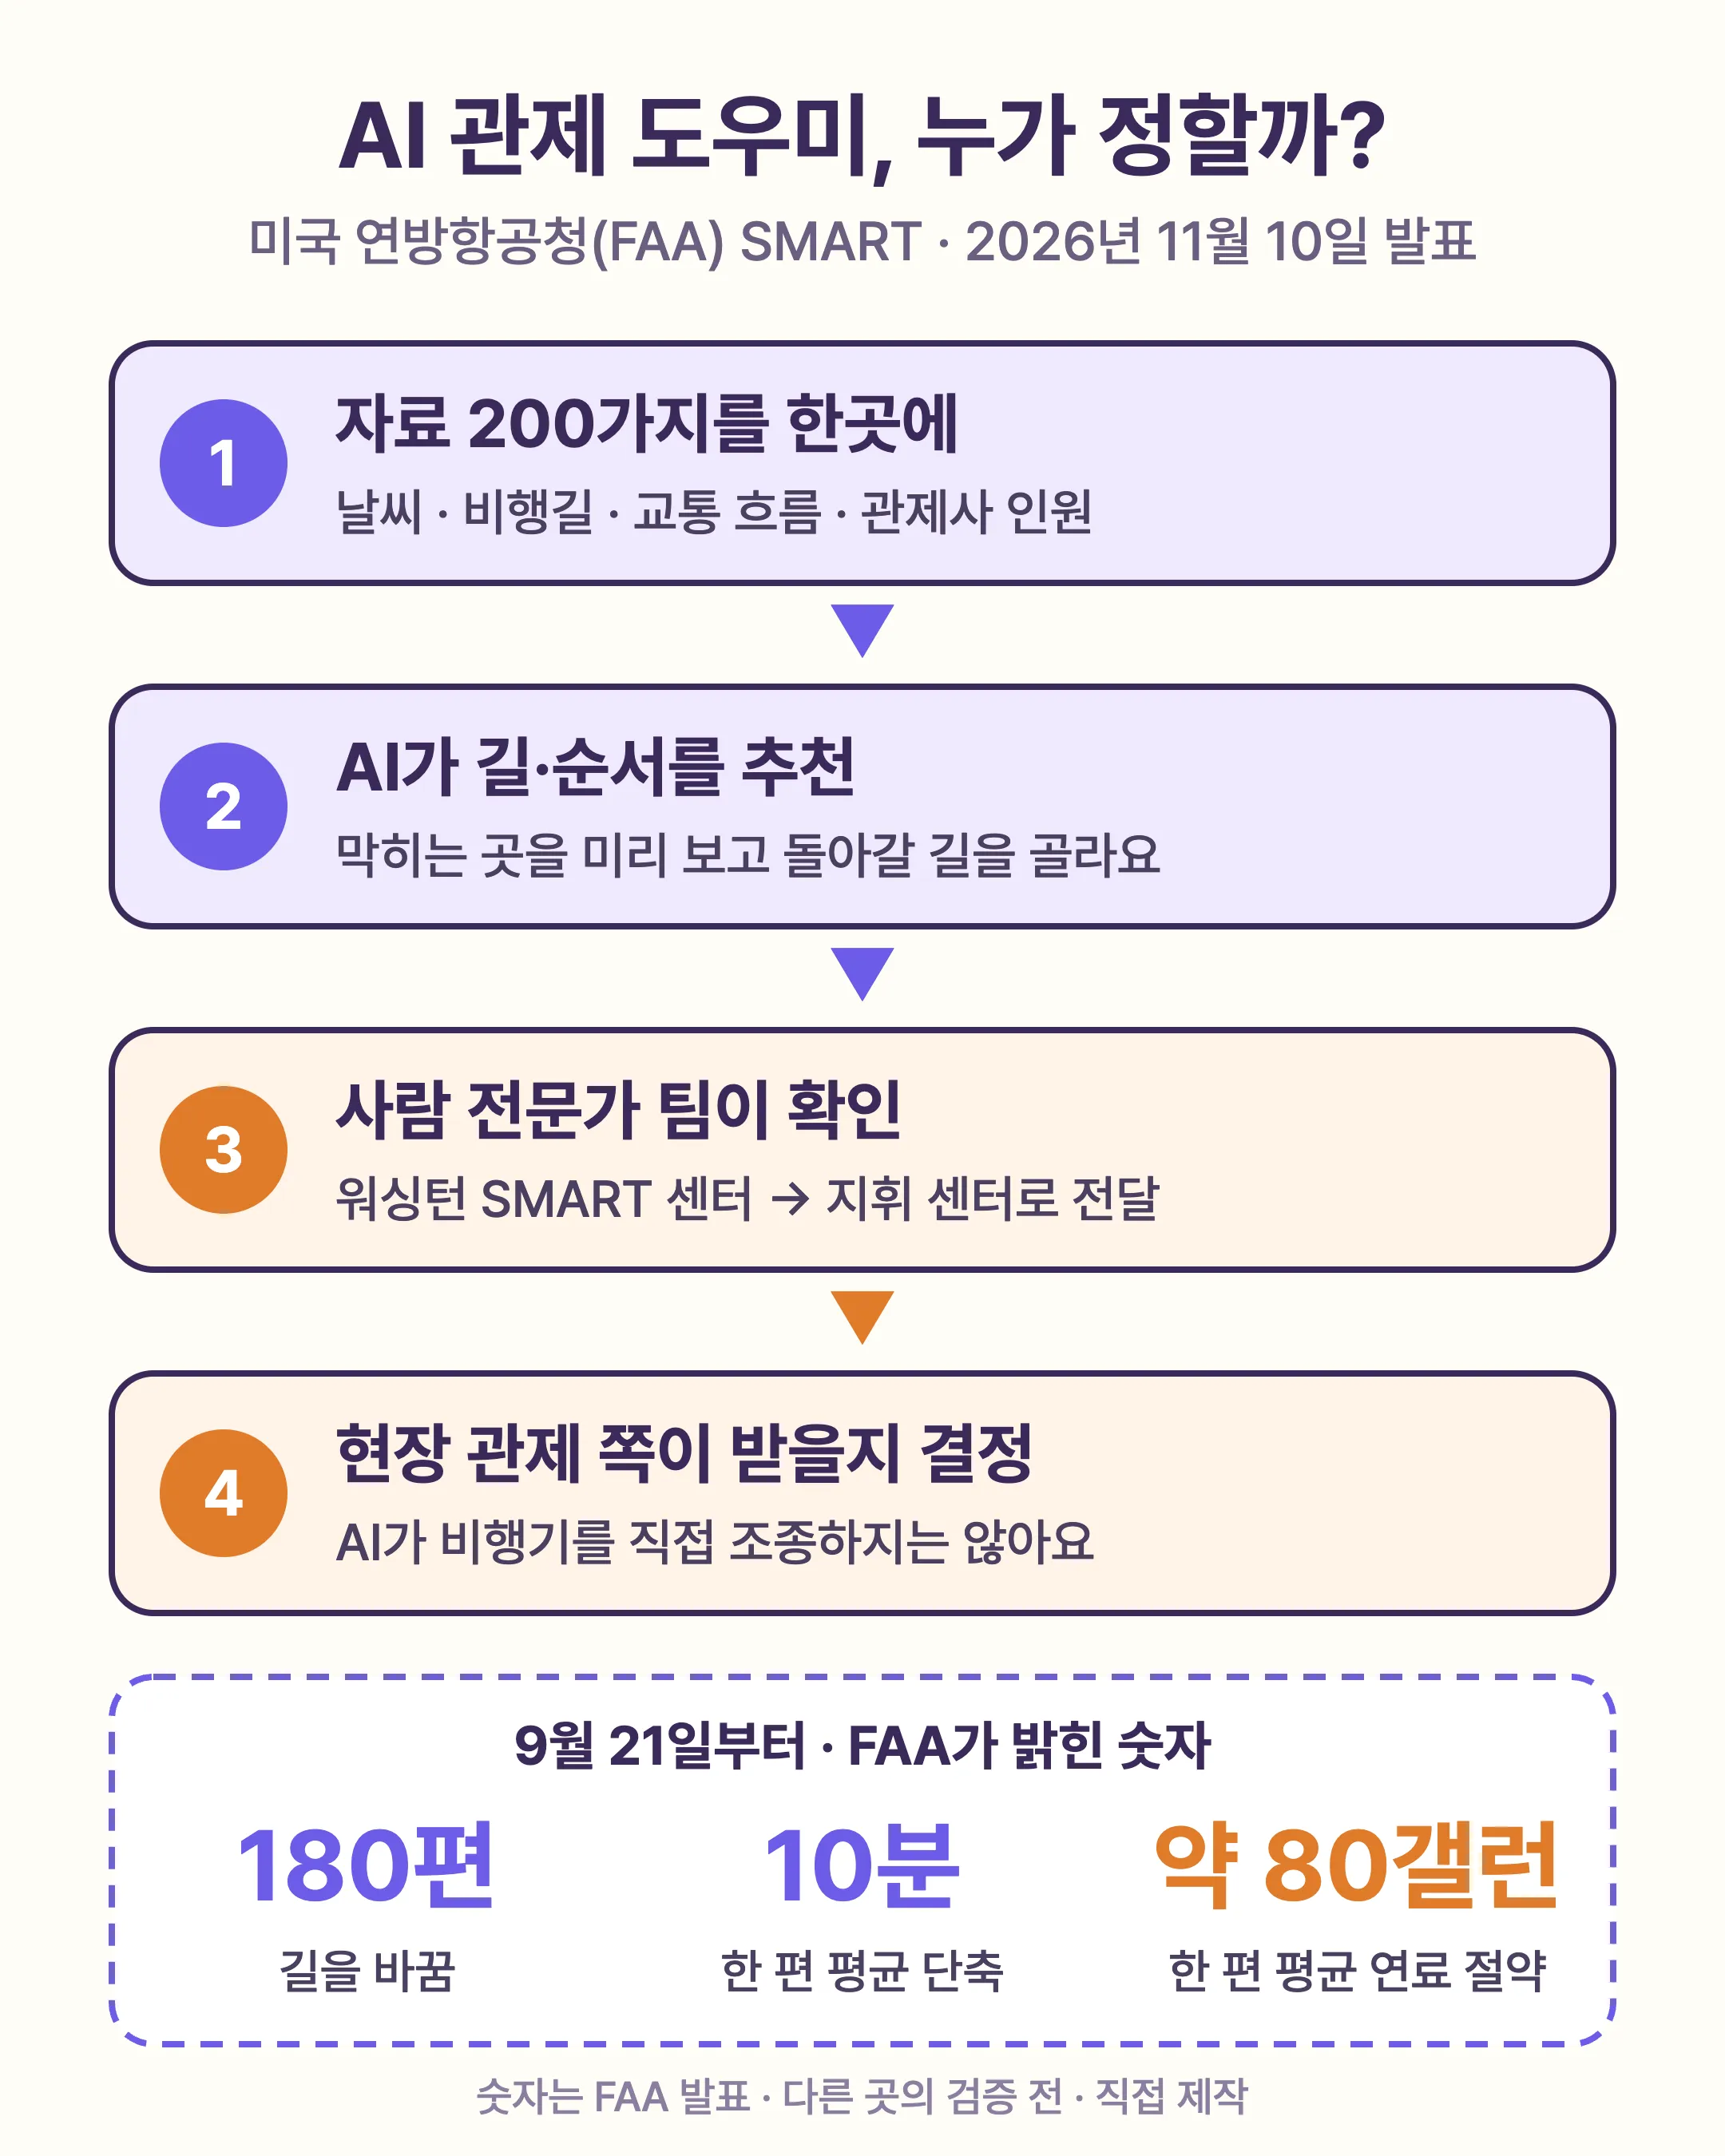 AI 관제 도우미, 누가 정할까?
미국 연방항공청(FAA) SMART · 2026년 11월 10일 발표
1
자료 200가지를 한곳에
날씨 · 비행길 · 교통 흐름 · 관제사 인원
2
AI가 길·순서를 추천
막히는 곳을 미리 보고 돌아갈 길을 골라요
3
사람 전문가 팀이 확인
워싱턴 SMART 센터 → 지휘 센터로 전달
4
현장 관제 쪽이 받을지 결정
AI가 비행기를 직접 조종하지는 않아요
9월 21일부터 · FAA가 밝힌 숫자
180편 10분 약 80갤런
길을 바꿈 한 편 평균 단축 한 편 평균 연료 절약
숫자는 FAA 발표 · 다른 곳의 검증 전 · 직접 제작